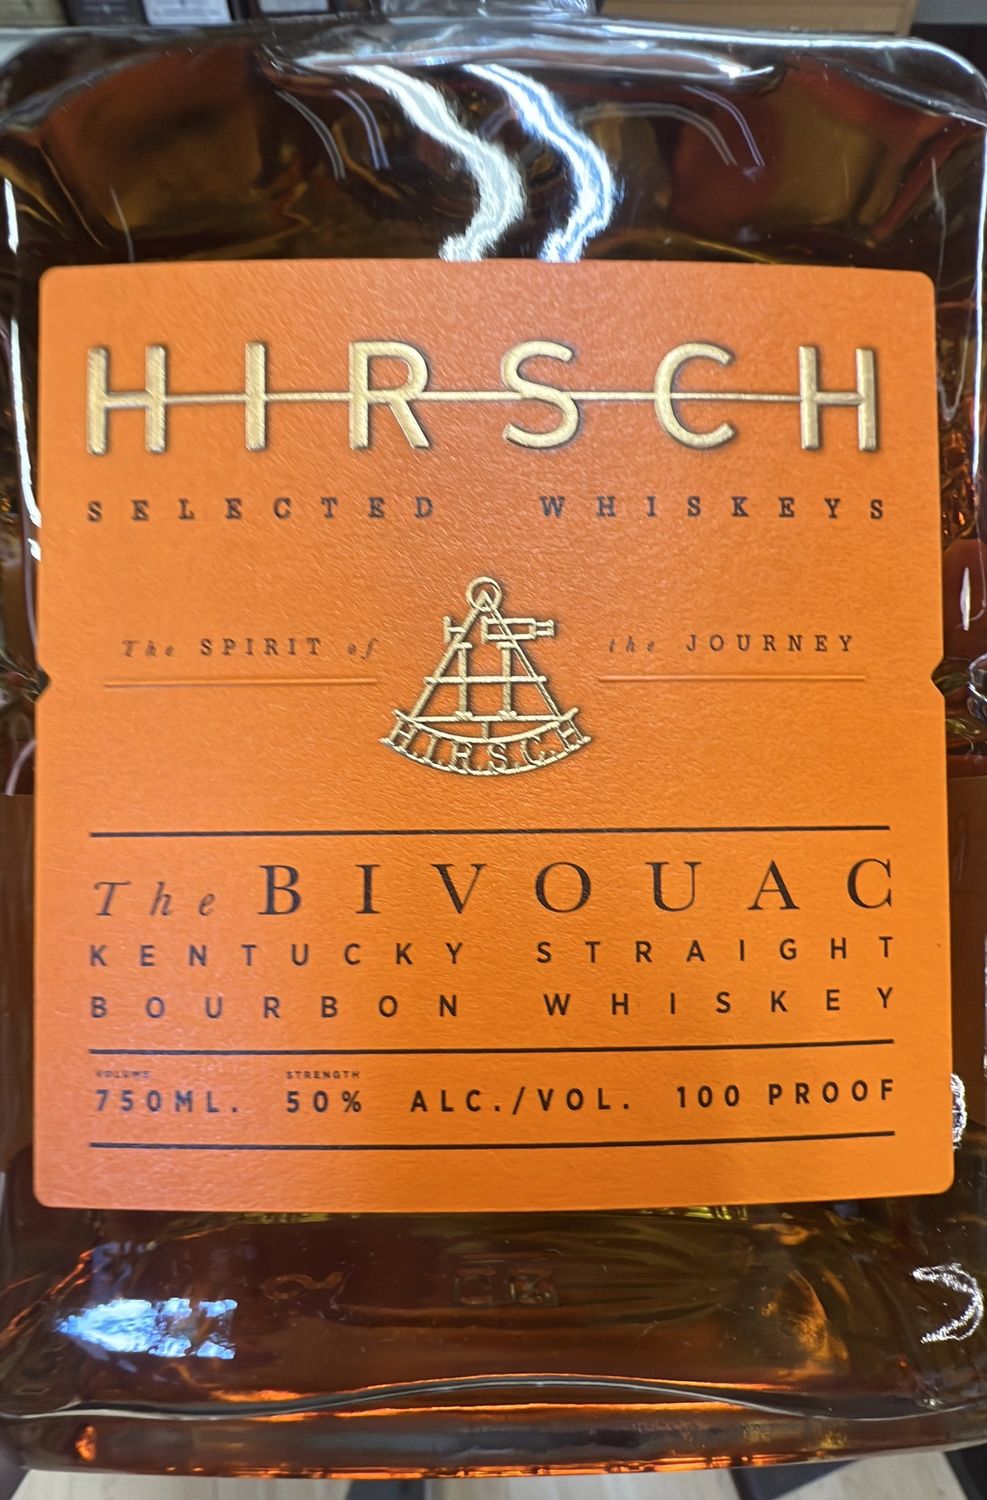 HIRSCH
SELECTED WHISKEYS
The SPIRIT of the JOURNEY
H.I.R.S.C.H
The BIVOUAC
KENTUCKY STRAIGHT
BOURBON WHISKEY
VOLUME STRENGTH
750ML. 50% ALC./VOL. 100 PROOF